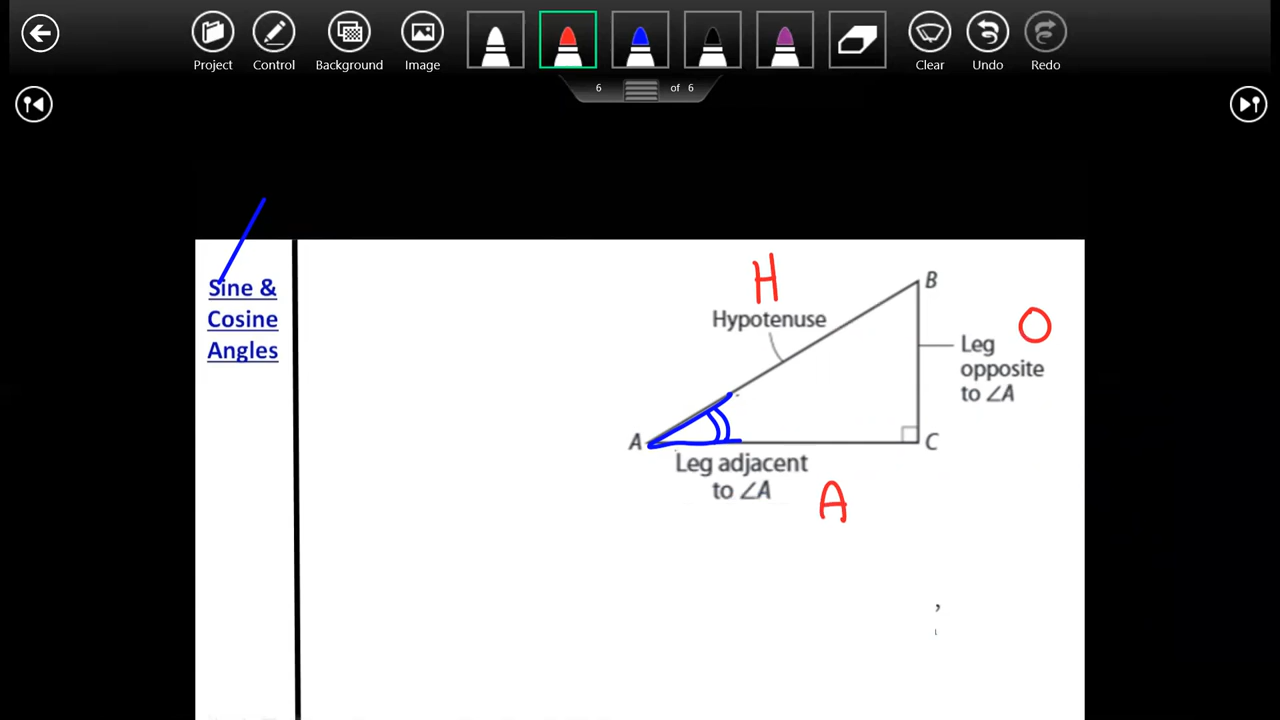 Project
Control
Background
Image
Clear
Undo
Redo
6 of 6
Sine &
Cosine
Angles
H
Hypotenuse
B
O
Leg
opposite
to ∠A
A
C
Leg adjacent
to ∠A
A